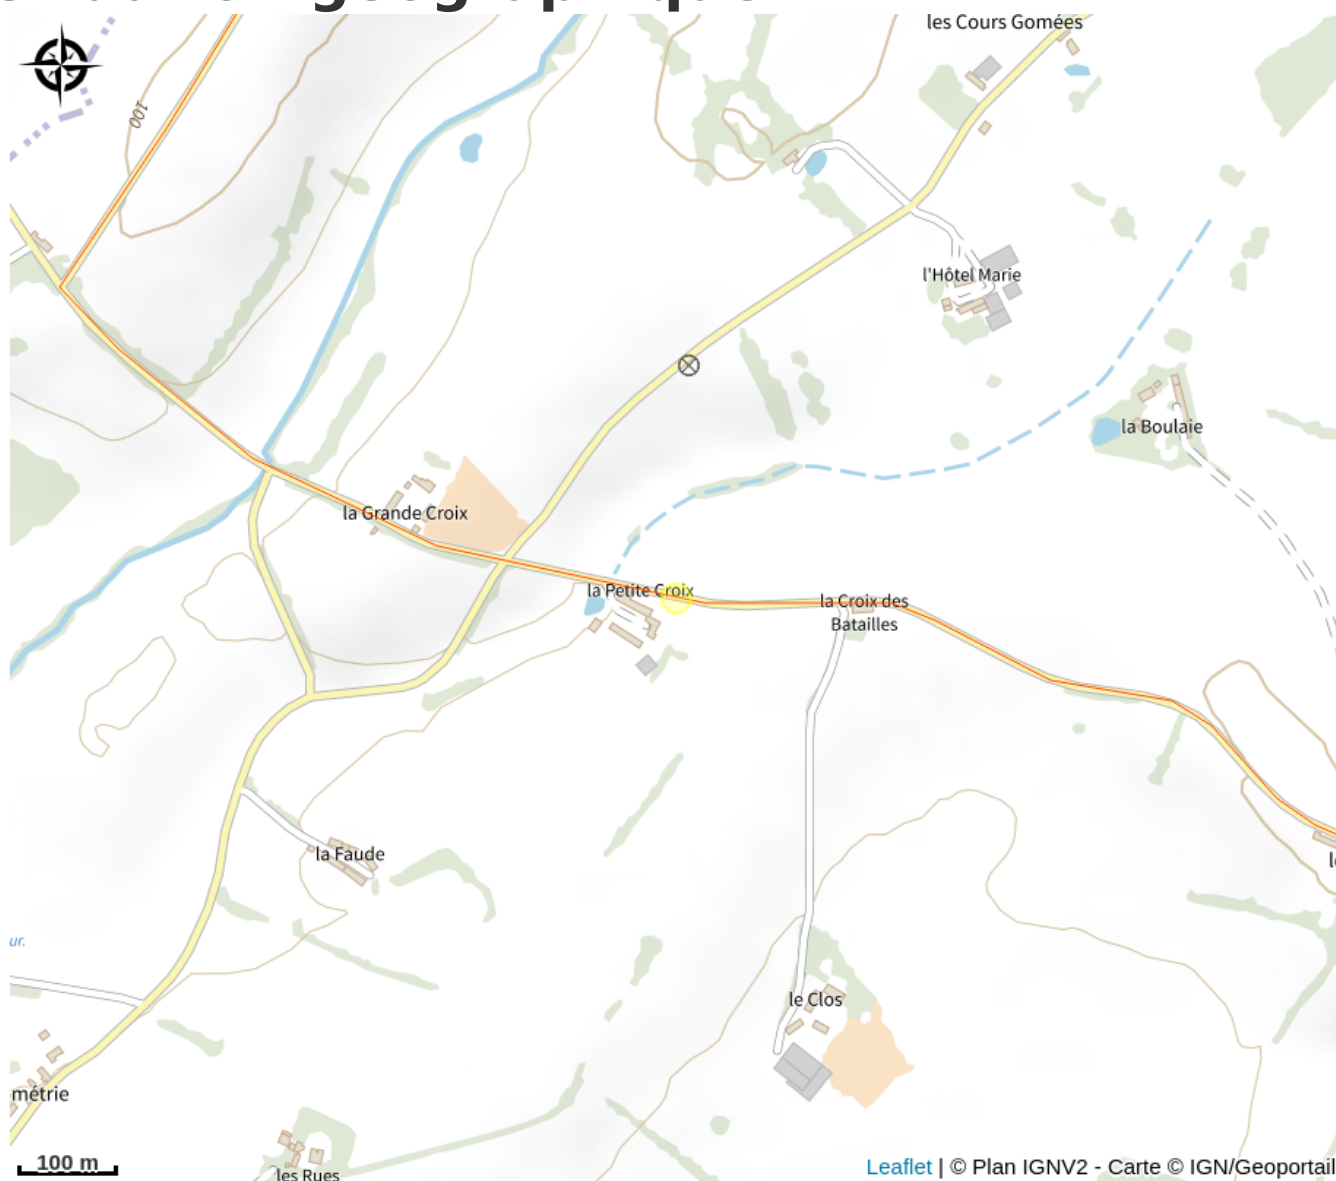 les Cours Gomées
100
l'Hôtel Marie
la Boulaie
la Grande Croix
la Petite Croix
la Croix des
Batailles
la Faude
ur.
le Clos
métrie
100 m
les Rues
Leaflet | © Plan IGNV2 - Carte © IGN/Geoportail